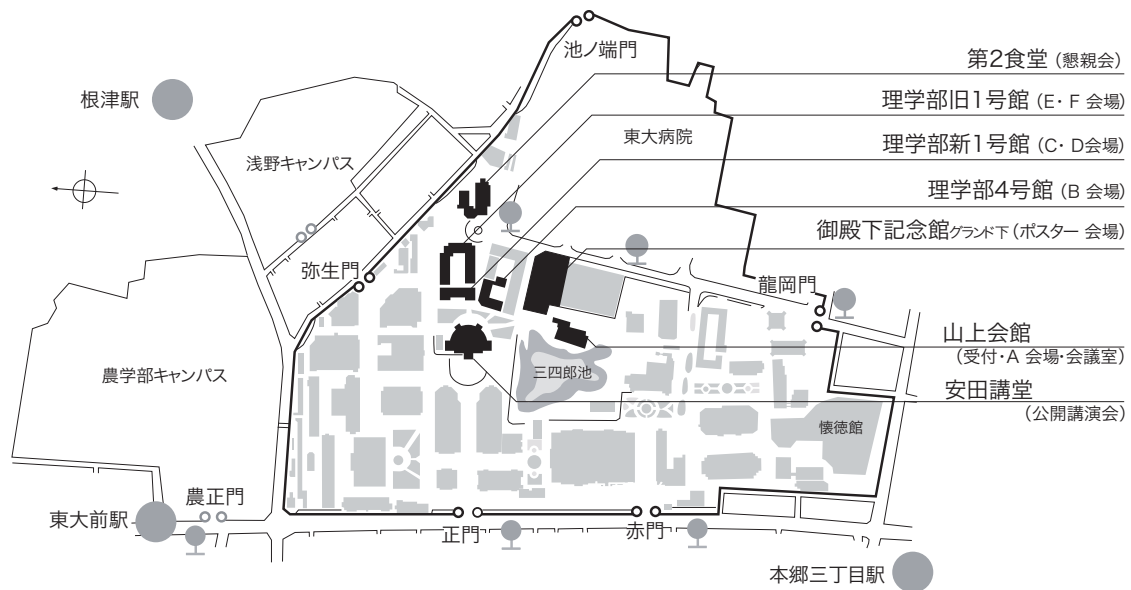 池ノ端門
第2食堂 (懇親会)
根津駅
理学部旧1号館 (E・F 会場)
東大病院
理学部新1号館 (C・D会場)
浅野キャンパス
理学部4号館 (B 会場)
御殿下記念館グランド下 (ポスター 会場)
弥生門
龍岡門
山上会館
(受付・A 会場・会議室)
農学部キャンパス
三四郎池
安田講堂
(公開講演会)
懐徳館
農正門
東大前駅
正門
赤門
本郷三丁目駅